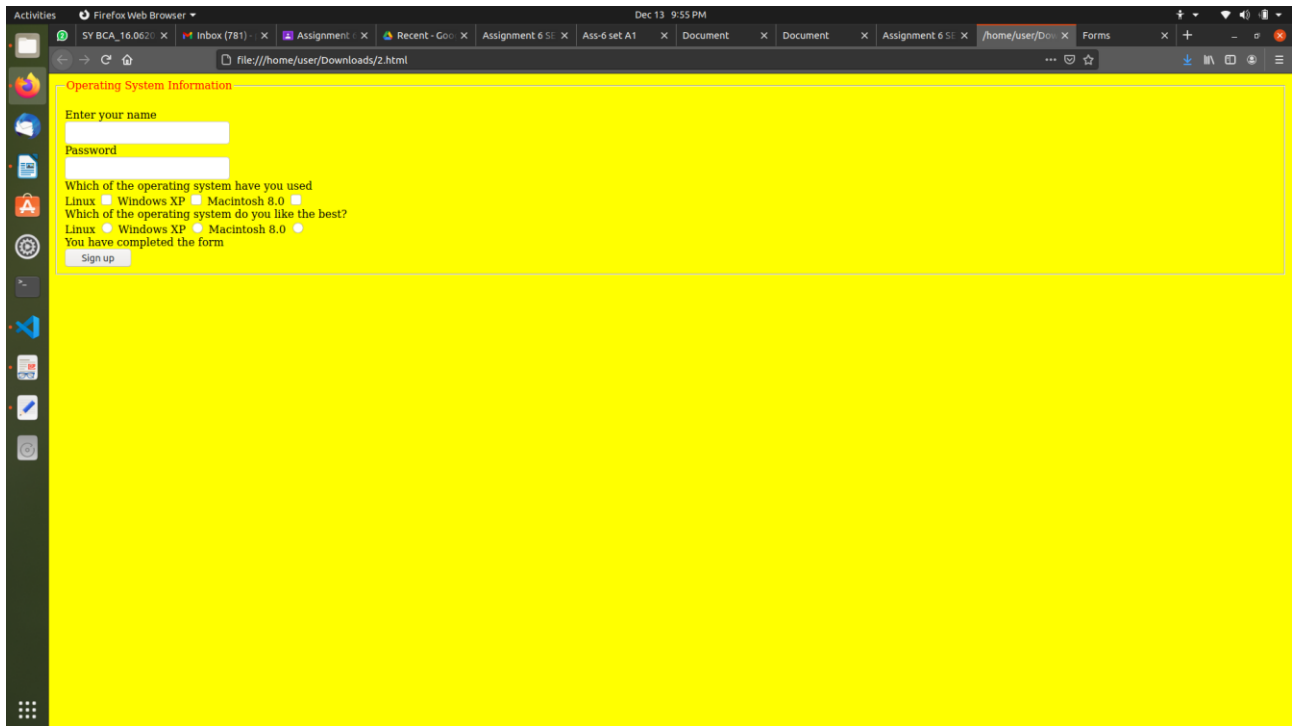 Activities Firefox Web Browser Dec 13 9:55 PM
SY BCA_16.0620 Inbox (781) - Assignment Recent - Goo Assignment 6 SE Ass-6 set A1 Document Document Assignment 6 SE /home/user/Dow Forms
file:///home/user/Downloads/2.html
Operating System Information
Enter your name
Password
Which of the operating system have you used
Linux Windows XP Macintosh 8.0
Which of the operating system do you like the best?
Linux Windows XP Macintosh 8.0
You have completed the form
Sign up